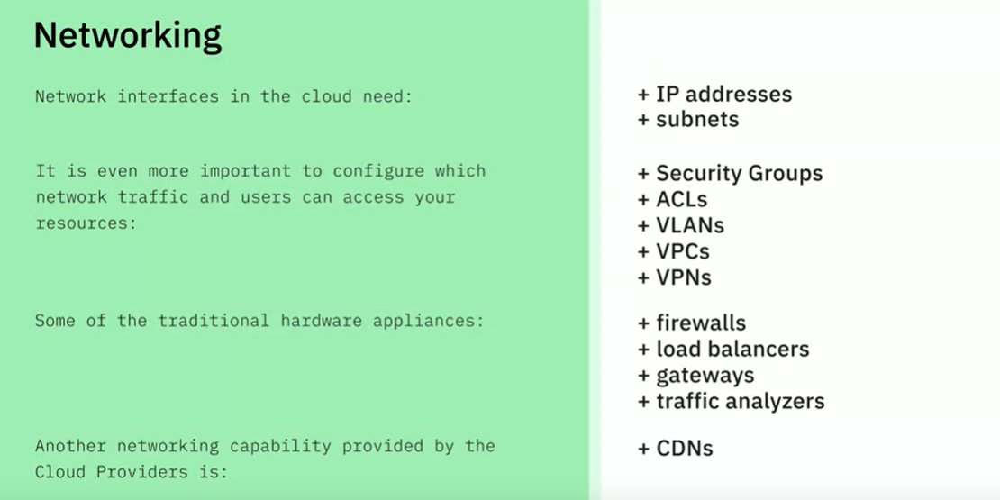 Networking
Network interfaces in the cloud need:
+ IP addresses
+ subnets
It is even more important to configure which
network traffic and users can access your
resources:
+ Security Groups
+ ACLs
+ VLANs
+ VPCs
+ VPNs
Some of the traditional hardware appliances:
+ firewalls
+ load balancers
+ gateways
+ traffic analyzers
Another networking capability provided by the
Cloud Providers is:
+ CDNs